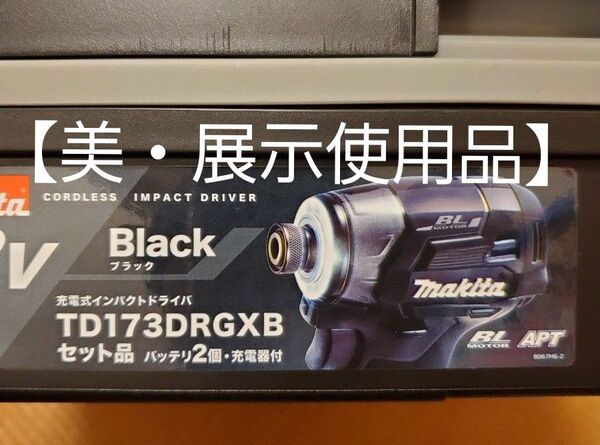 【美・展示使用品】
CORDLESS IMPACT DRIVER
V
Black
ブラック
充電式インパクトドライバ
TD173DRGXB
セット品 バッテリ2個・充電器付
BL
MOTOR
makita
BL
MOTOR
APT
8067H6-2